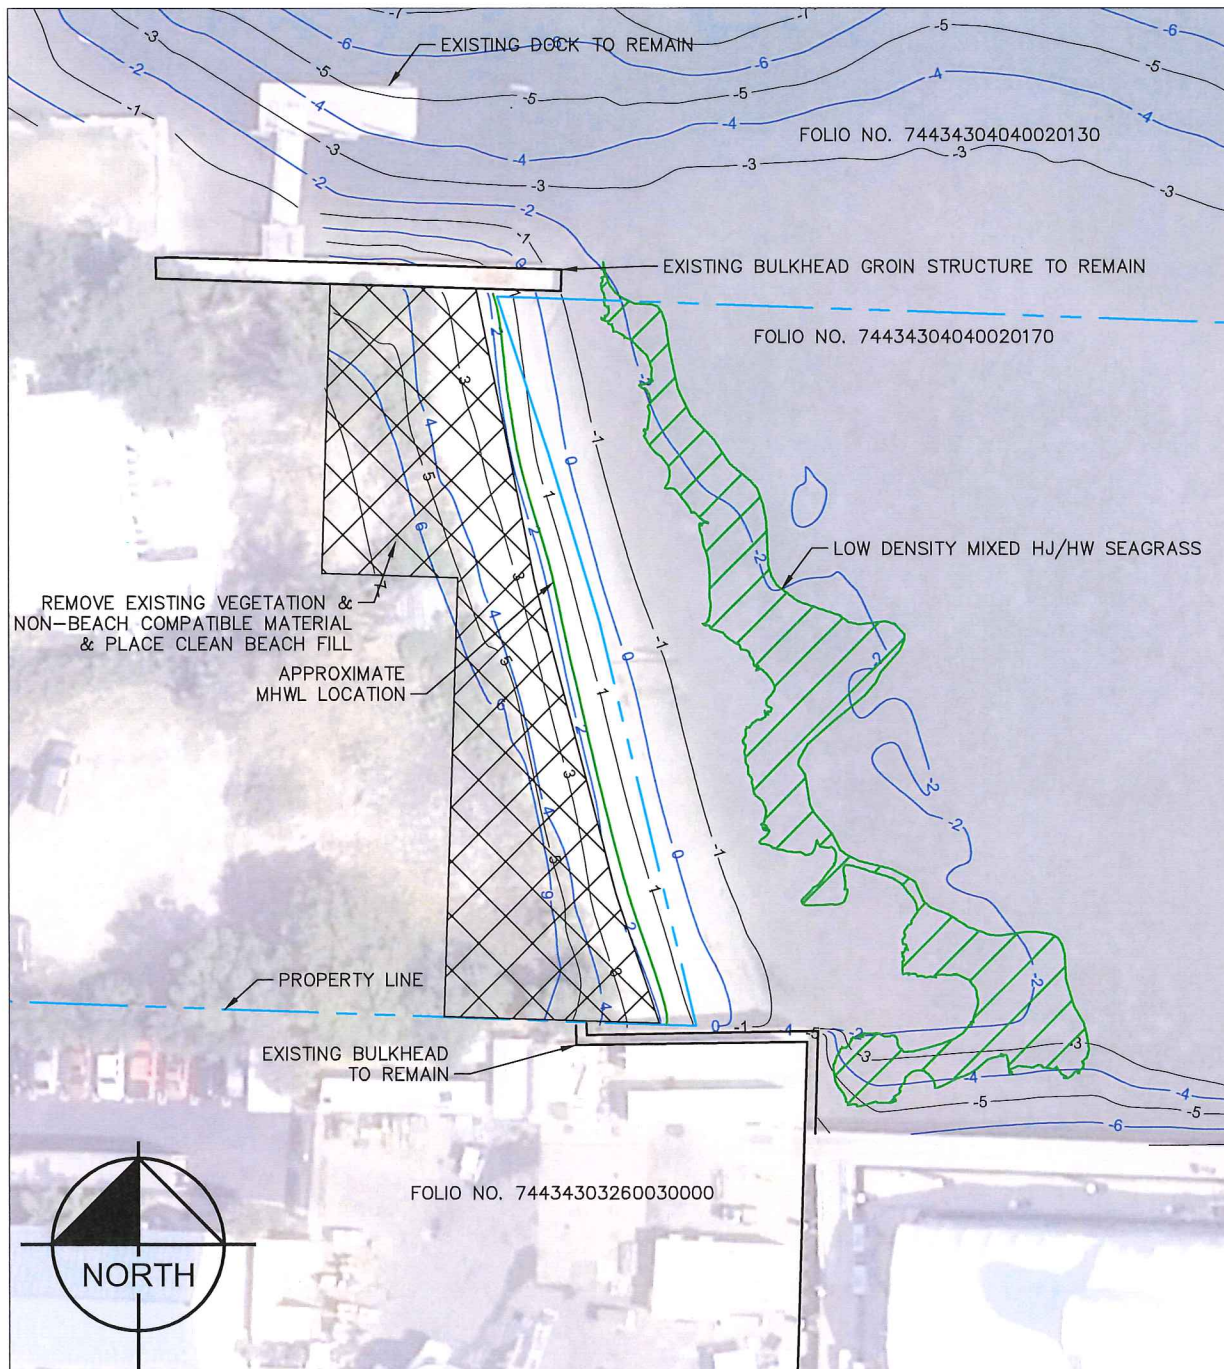 EXISTING DOCK TO REMAIN
FOLIO NO. 74434304040020130
EXISTING BULKHEAD GROIN STRUCTURE TO REMAIN
FOLIO NO. 74434304040020170
LOW DENSITY MIXED HJ/HW SEAGRASS
REMOVE EXISTING VEGETATION &
NON-BEACH COMPATIBLE MATERIAL
& PLACE CLEAN BEACH FILL
APPROXIMATE
MHWL LOCATION
PROPERTY LINE
EXISTING BULKHEAD
TO REMAIN
FOLIO NO. 74434303260030000
NORTH